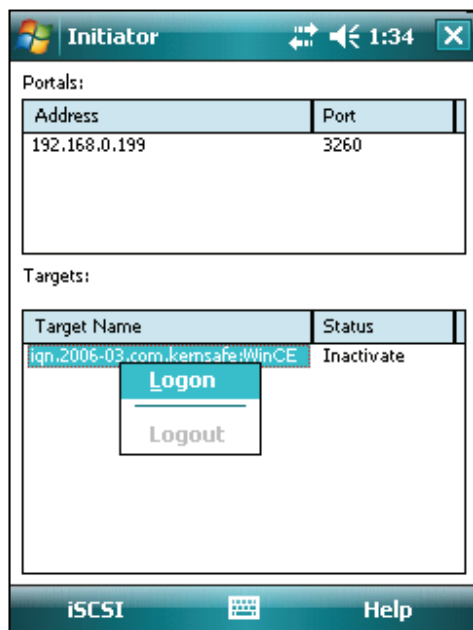 Initiator 1:34
Portals:
Address Port
192.168.0.199 3260
Targets:
Target Name Status
iqn.2006-03.com.kernsafe:WinCE Inactivate
Logon
Logout
iSCSI Help